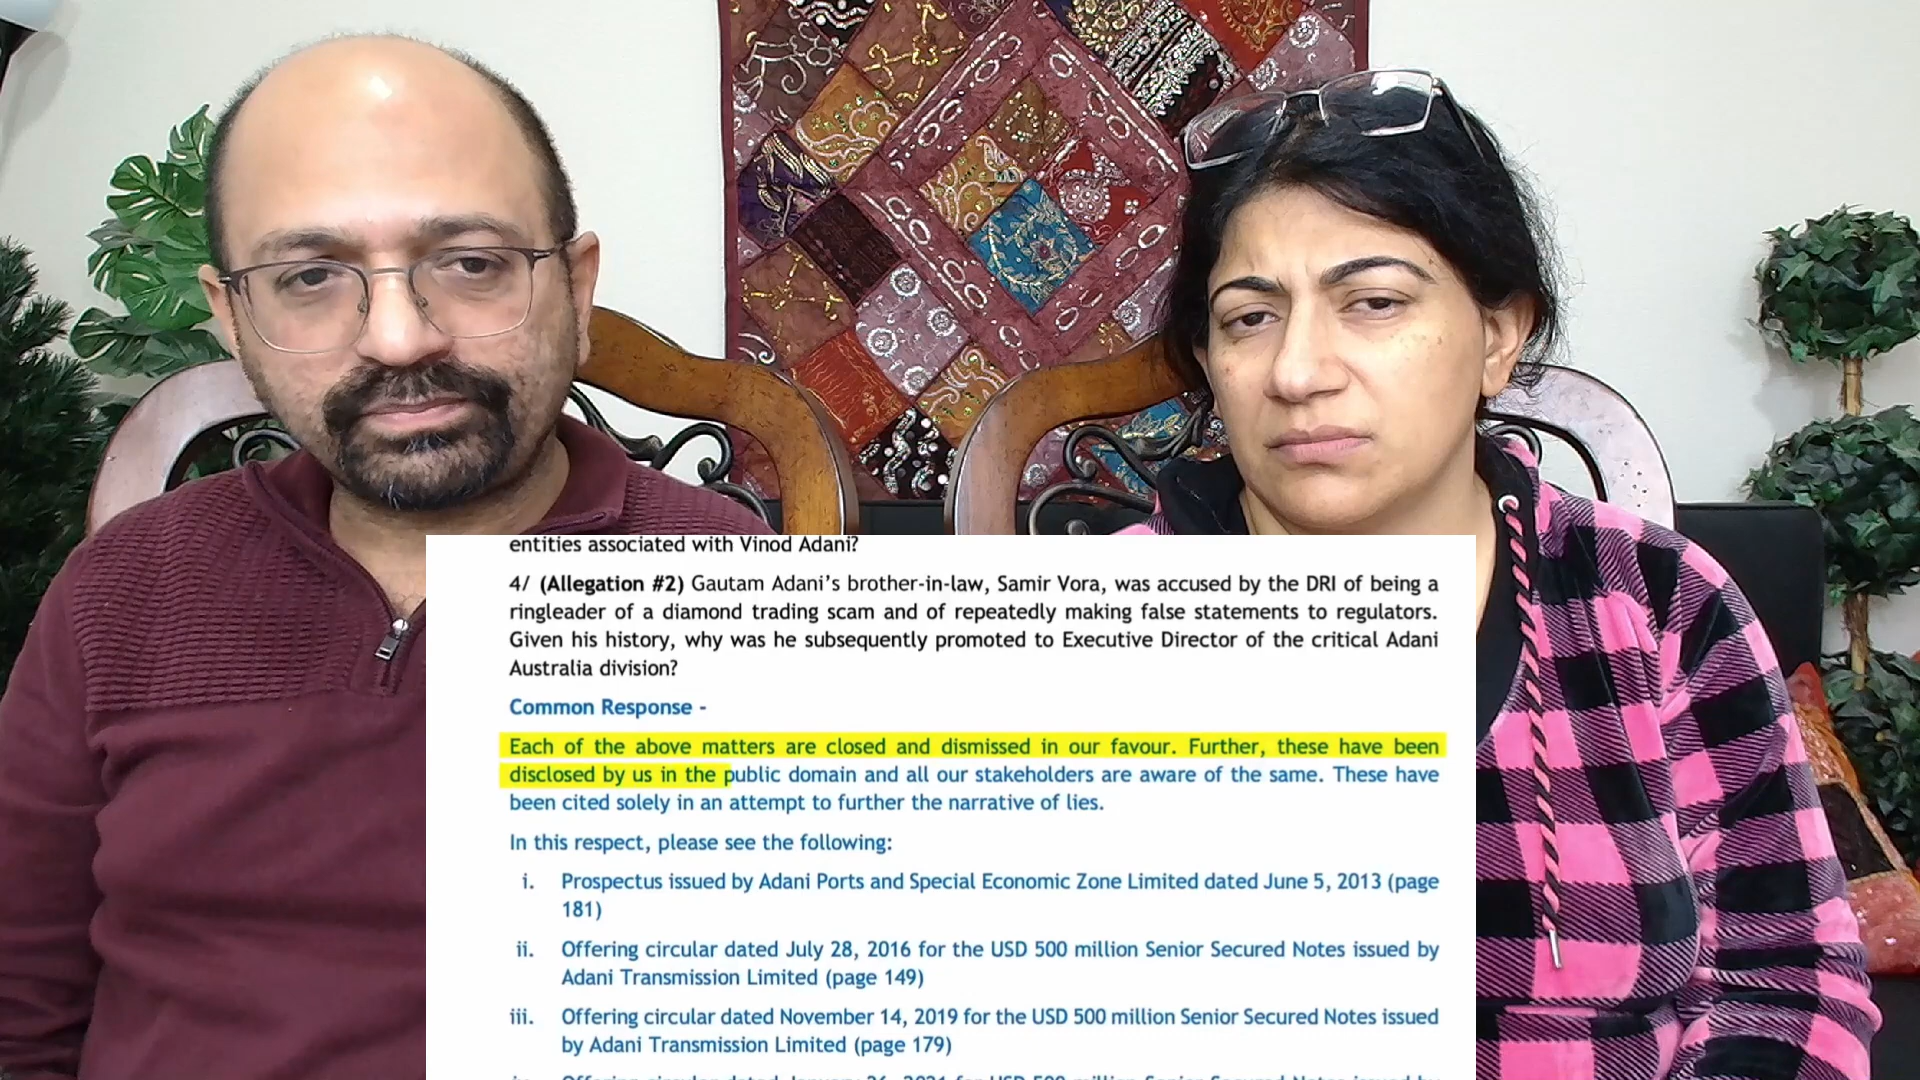 entities associated with Vinod Adani?
4/ (Allegation #2) Gautam Adani's brother-in-law, Samir Vora, was accused by the DRI of being a
ringleader of a diamond trading scam and of repeatedly making false statements to regulators.
Given his history, why was he subsequently promoted to Executive Director of the critical Adani
Australia division?
Common Response -
Each of the above matters are closed and dismissed in our favour. Further, these have been
disclosed by us in the public domain and all our stakeholders are aware of the same. These have
been cited solely in an attempt to further the narrative of lies.
In this respect, please see the following:
i. Prospectus issued by Adani Ports and Special Economic Zone Limited dated June 5, 2013 (page
181)
ii. Offering circular dated July 28, 2016 for the USD 500 million Senior Secured Notes issued by
Adani Transmission Limited (page 149)
iii. Offering circular dated November 14, 2019 for the USD 500 million Senior Secured Notes issued
by Adani Transmission Limited (page 179)